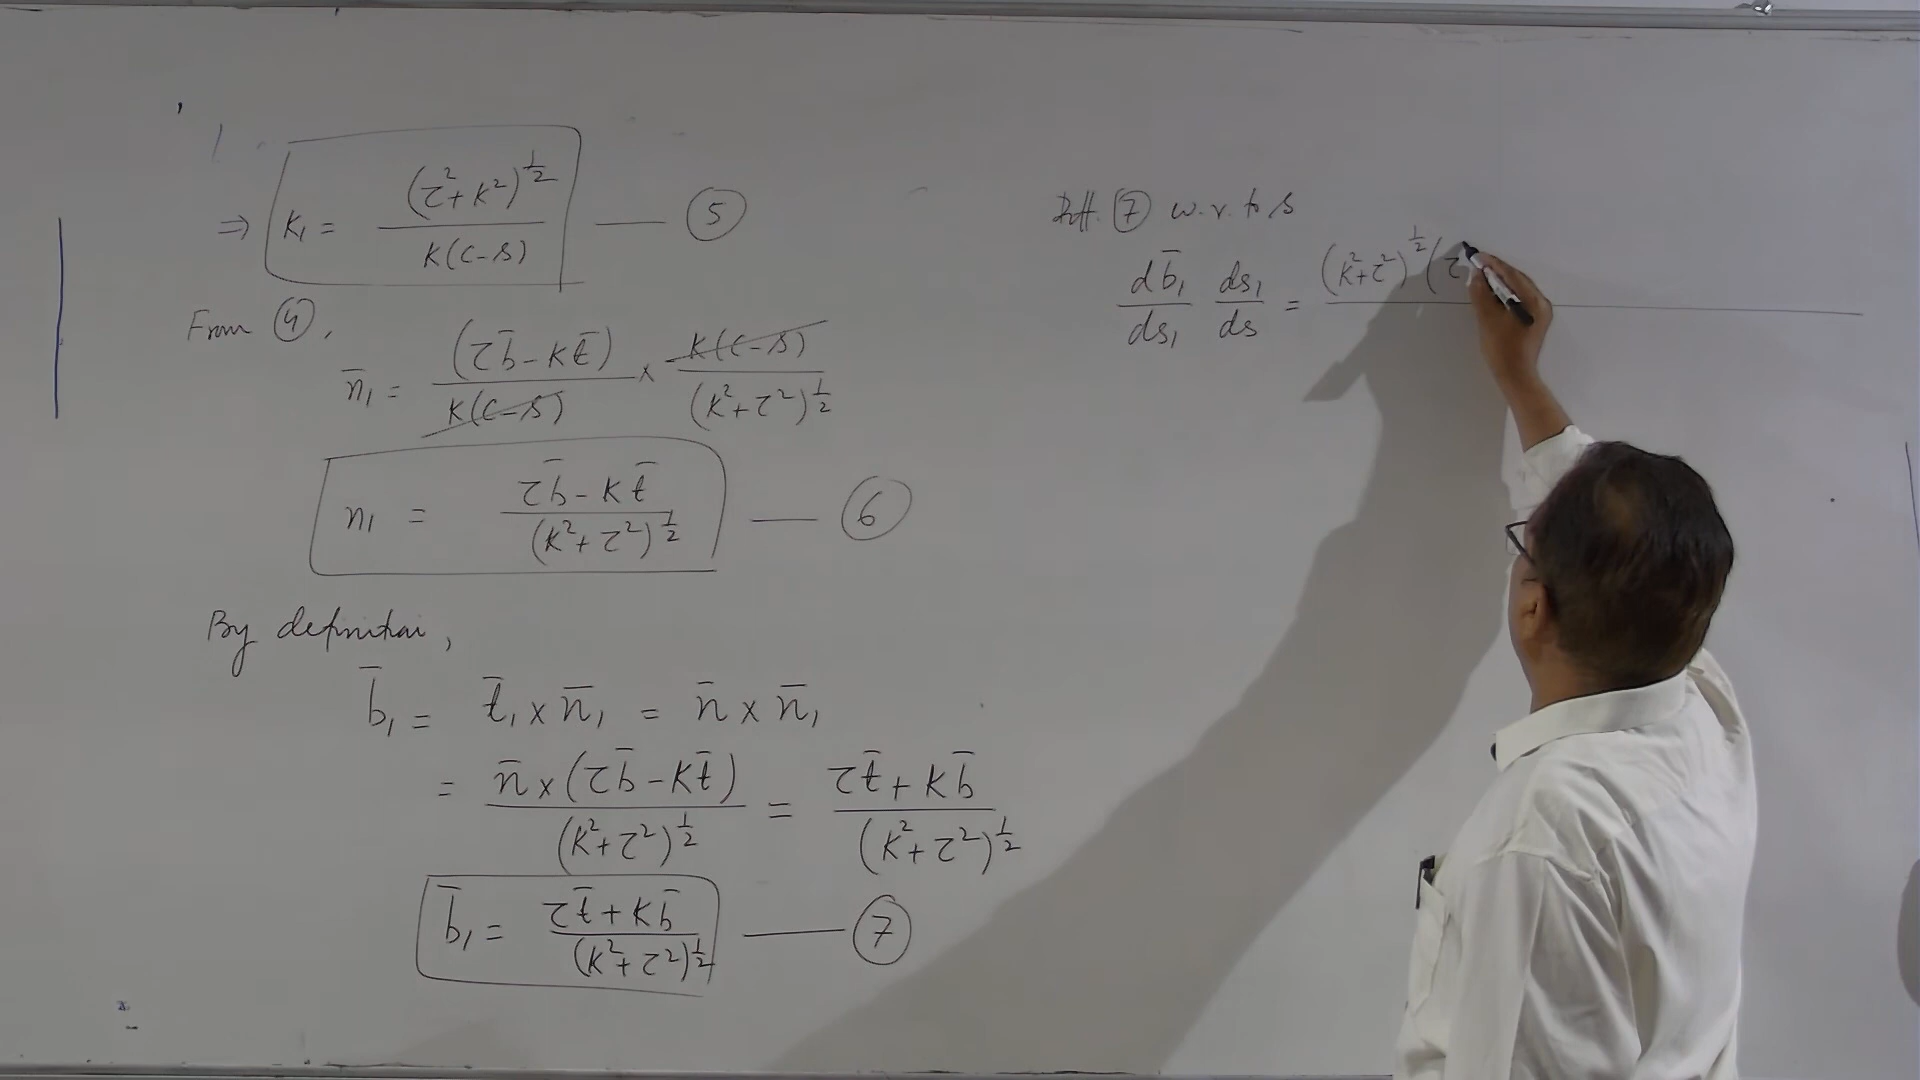 ⇒ K₁ = (τ²+K²)^½ / K(C-s) — ⑤
From ④,
n̄₁ = (τb̄ - Kt̄) / K(C-s) × K(C-s) / (K²+τ²)^½
n₁ = τb̄ - Kt̄ / (K²+τ²)^½ — ⑥
By definition,
b̄₁ = t̄₁ × n̄₁ = n̄ × n̄₁
= n̄ × (τb̄ - Kt̄) / (K²+τ²)^½ = τt̄ + Kb̄ / (K²+τ²)^½
b̄₁ = τt̄ + Kb̄ / (K²+τ²)^½ — ⑦
Diff. ⑦ w.r. to s
db̄₁/ds₁ ds₁/ds = (K²+τ²)^½ (τ